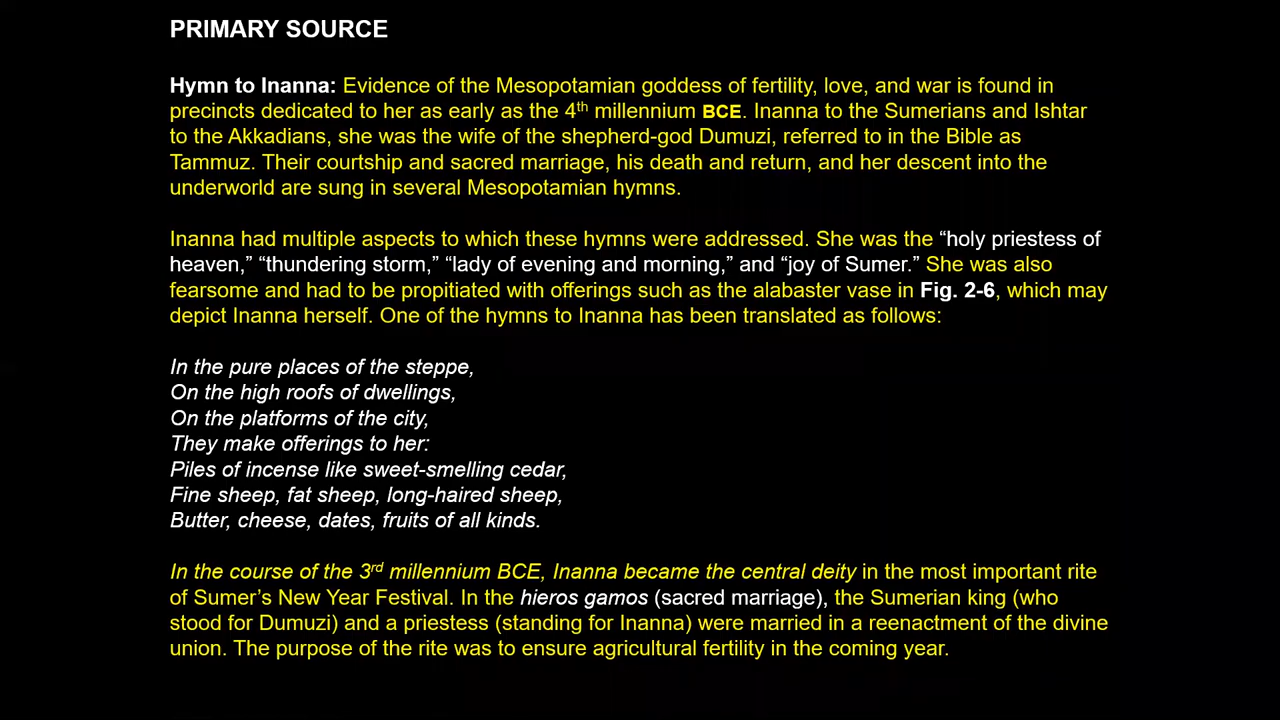 PRIMARY SOURCE
Hymn to Inanna: Evidence of the Mesopotamian goddess of fertility, love, and war is found in
precincts dedicated to her as early as the 4th millennium BCE. Inanna to the Sumerians and Ishtar
to the Akkadians, she was the wife of the shepherd-god Dumuzi, referred to in the Bible as
Tammuz. Their courtship and sacred marriage, his death and return, and her descent into the
underworld are sung in several Mesopotamian hymns.
Inanna had multiple aspects to which these hymns were addressed. She was the “holy priestess of
heaven,” “thundering storm,” “lady of evening and morning,” and “joy of Sumer.” She was also
fearsome and had to be propitiated with offerings such as the alabaster vase in Fig. 2-6, which may
depict Inanna herself. One of the hymns to Inanna has been translated as follows:
In the pure places of the steppe,
On the high roofs of dwellings,
On the platforms of the city,
They make offerings to her:
Piles of incense like sweet-smelling cedar,
Fine sheep, fat sheep, long-haired sheep,
Butter, cheese, dates, fruits of all kinds.
In the course of the 3rd millennium BCE, Inanna became the central deity in the most important rite
of Sumer’s New Year Festival. In the hieros gamos (sacred marriage), the Sumerian king (who
stood for Dumuzi) and a priestess (standing for Inanna) were married in a reenactment of the divine
union. The purpose of the rite was to ensure agricultural fertility in the coming year.